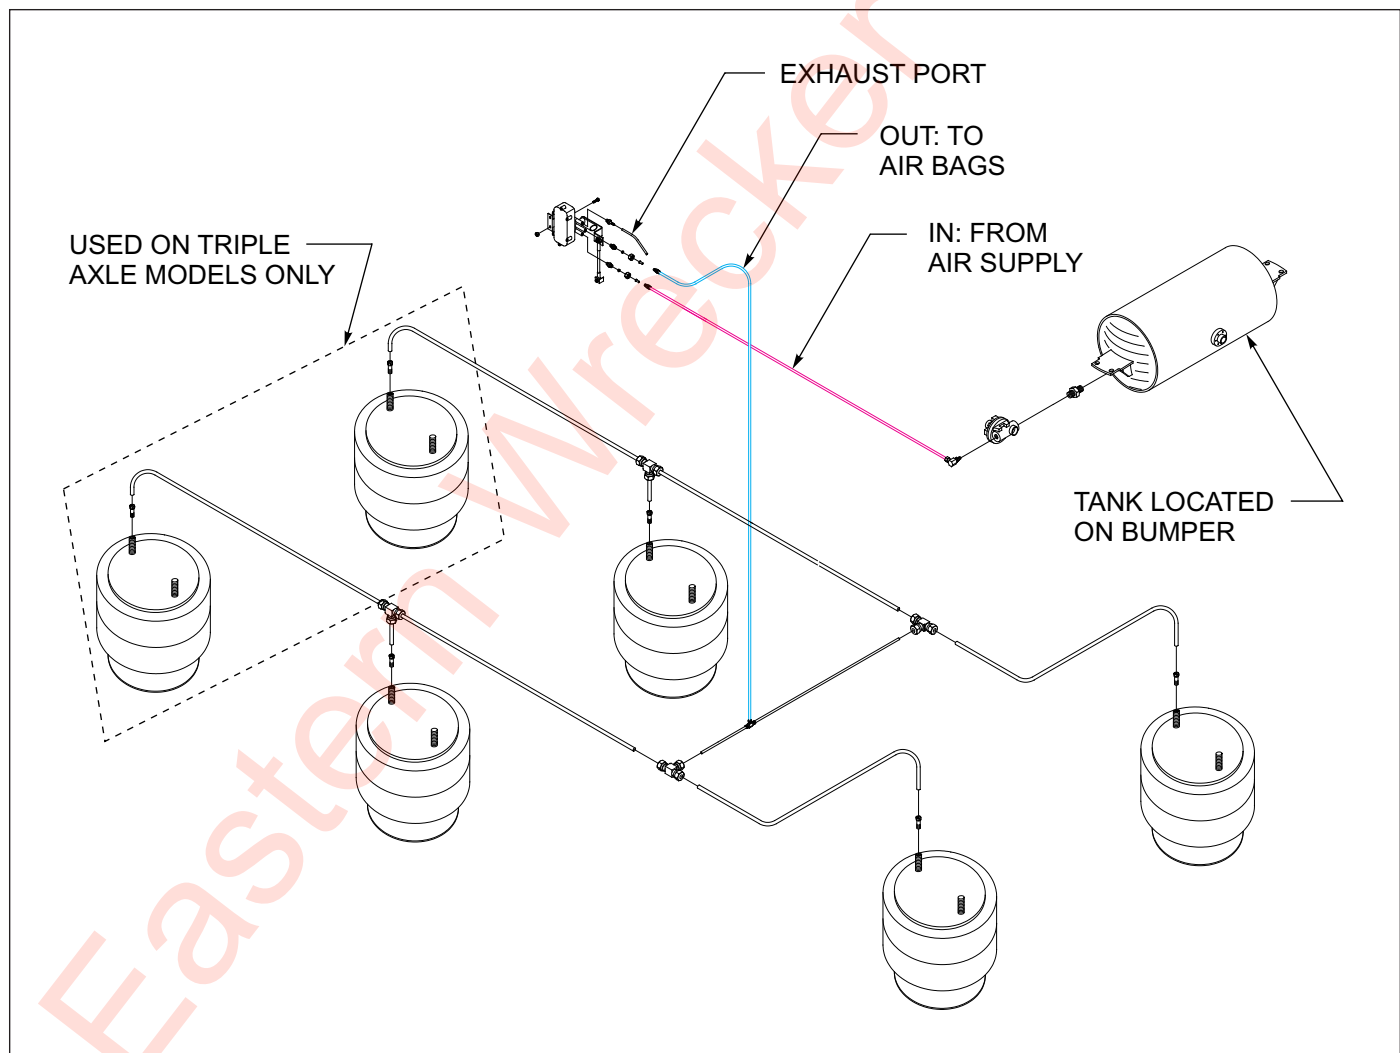 EXHAUST PORT
OUT: TO
AIR BAGS
IN: FROM
AIR SUPPLY
USED ON TRIPLE
AXLE MODELS ONLY
TANK LOCATED
ON BUMPER
Eastern Wrecker